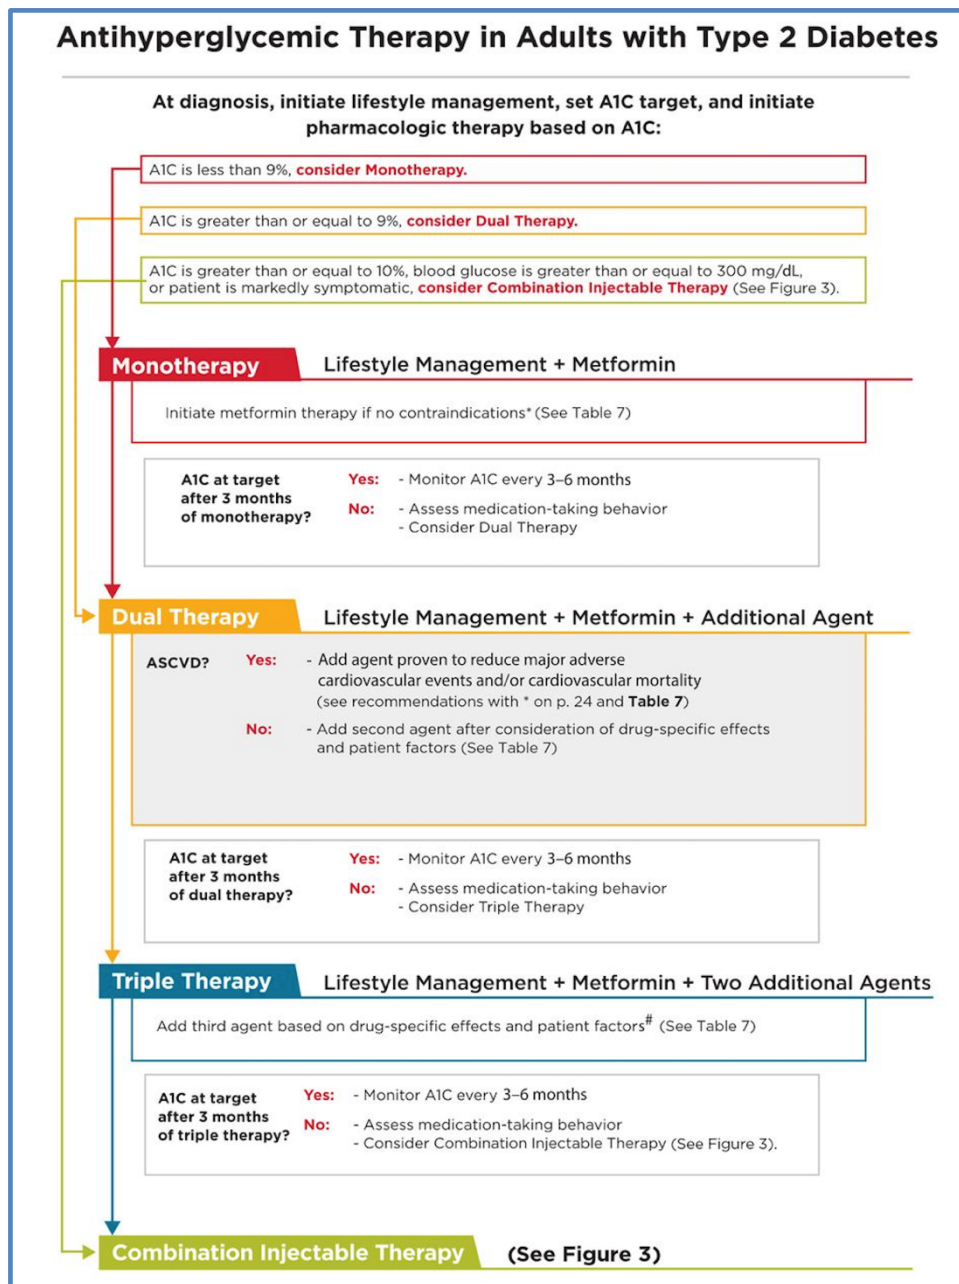 Antihyperglycemic Therapy in Adults with Type 2 Diabetes
At diagnosis, initiate lifestyle management, set A1C target, and initiate
pharmacologic therapy based on A1C:
A1C is less than 9%, consider Monotherapy.
A1C is greater than or equal to 9%, consider Dual Therapy.
A1C is greater than or equal to 10%, blood glucose is greater than or equal to 300 mg/dL,
or patient is markedly symptomatic, consider Combination Injectable Therapy (See Figure 3).
Monotherapy Lifestyle Management + Metformin
Initiate metformin therapy if no contraindications* (See Table 7)
A1C at target
after 3 months
of monotherapy?
Yes: - Monitor A1C every 3–6 months
No: - Assess medication-taking behavior
- Consider Dual Therapy
Dual Therapy Lifestyle Management + Metformin + Additional Agent
ASCVD?
Yes: - Add agent proven to reduce major adverse
cardiovascular events and/or cardiovascular mortality
(see recommendations with * on p. 24 and Table 7)
No: - Add second agent after consideration of drug-specific effects
and patient factors (See Table 7)
A1C at target
after 3 months
of dual therapy?
Yes: - Monitor A1C every 3–6 months
No: - Assess medication-taking behavior
- Consider Triple Therapy
Triple Therapy Lifestyle Management + Metformin + Two Additional Agents
Add third agent based on drug-specific effects and patient factors# (See Table 7)
A1C at target
after 3 months
of triple therapy?
Yes: - Monitor A1C every 3–6 months
No: - Assess medication-taking behavior
- Consider Combination Injectable Therapy (See Figure 3).
Combination Injectable Therapy (See Figure 3)